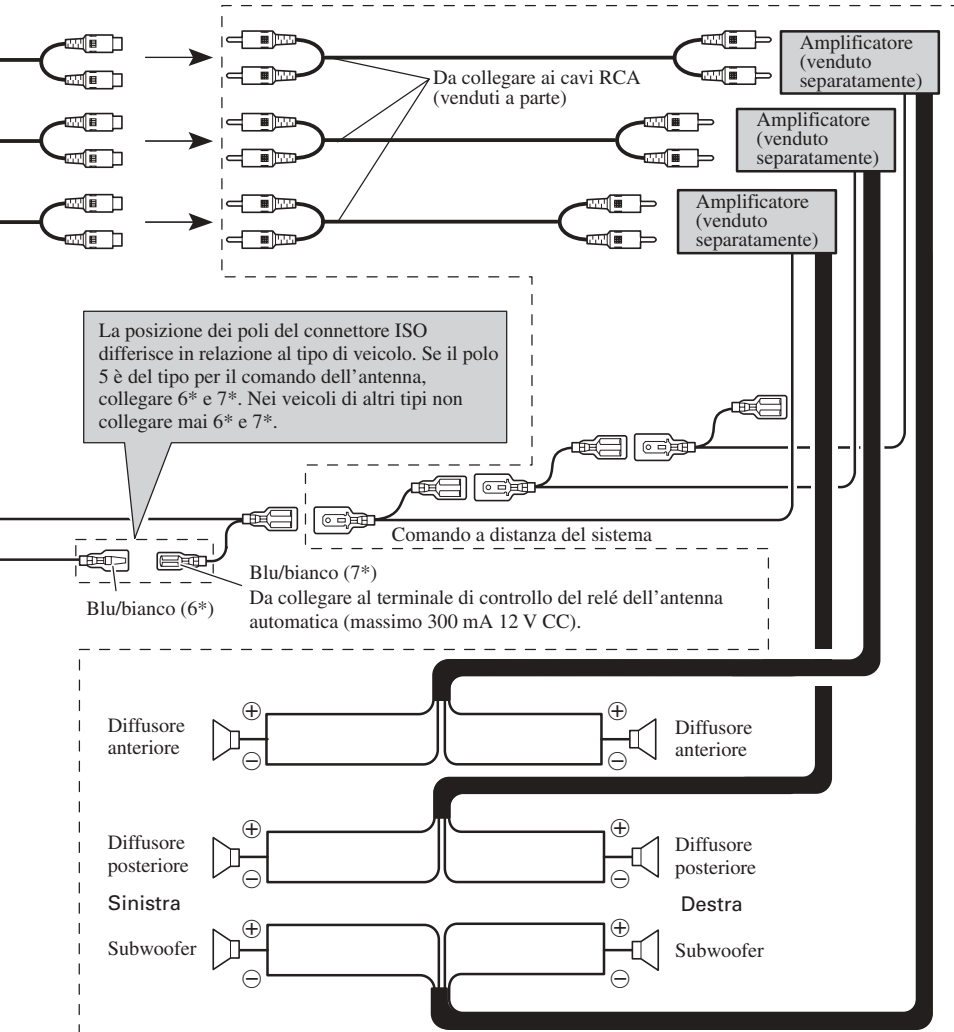 Amplificatore
(venduto
separatamente)
Da collegare ai cavi RCA
(venduti a parte)
Amplificatore
(venduto
separatamente)
Amplificatore
(venduto
separatamente)
La posizione dei poli del connettore ISO
differisce in relazione al tipo di veicolo. Se il polo
5 è del tipo per il comando dell'antenna,
collegare 6* e 7*. Nei veicoli di altri tipi non
collegare mai 6* e 7*.
Comando a distanza del sistema
Blu/bianco (7*)
Da collegare al terminale di controllo del relé dell'antenna
automatica (massimo 300 mA 12 V CC).
Blu/bianco (6*)
Diffusore
anteriore
⊕
⊖
⊕
⊖
Diffusore
anteriore
Diffusore
posteriore
⊕
⊖
⊕
⊖
Diffusore
posteriore
Sinistra
Destra
Subwoofer
⊕
⊖
⊕
⊖
Subwoofer